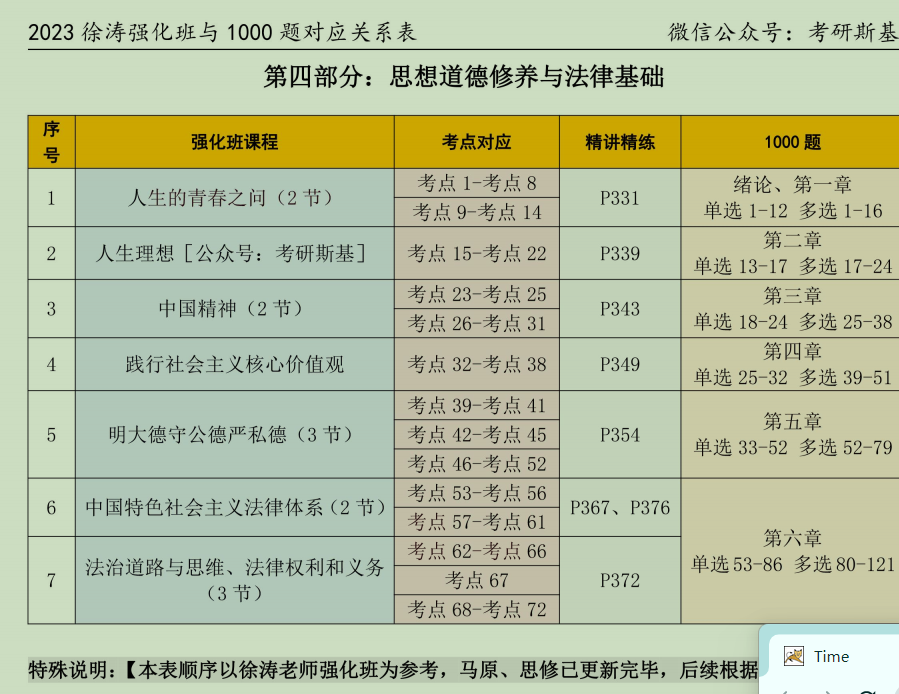 2023 徐涛强化班与 1000 题对应关系表
微信公众号：考研斯基
第四部分：思想道德修养与法律基础
序号 强化班课程 考点对应 精讲精练 1000 题
1 人生的青春之问（2 节） 考点 1-考点 8 P331 绪论、第一章
考点 9-考点 14 单选 1-12 多选 1-16
2 人生理想［公众号：考研斯基］ 考点 15-考点 22 P339 第二章
单选 13-17 多选 17-24
3 中国精神（2 节） 考点 23-考点 25 P343 第三章
考点 26-考点 31 单选 18-24 多选 25-38
4 践行社会主义核心价值观 考点 32-考点 38 P349 第四章
单选 25-32 多选 39-51
5 明大德守公德严私德（3 节） 考点 39-考点 41 P354 第五章
考点 42-考点 45 单选 33-52 多选 52-79
考点 46-考点 52
6 中国特色社会主义法律体系（2 节） 考点 53-考点 56 P367、P376
考点 57-考点 61
第六章
单选 53-86 多选 80-121
7 法治道路与思维、法律权利和义务 考点 62-考点 66 P372
（3 节） 考点 67
考点 68-考点 72
特殊说明：【本表顺序以徐涛老师强化班为参考，马原、思修已更新完毕，后续根据
Time